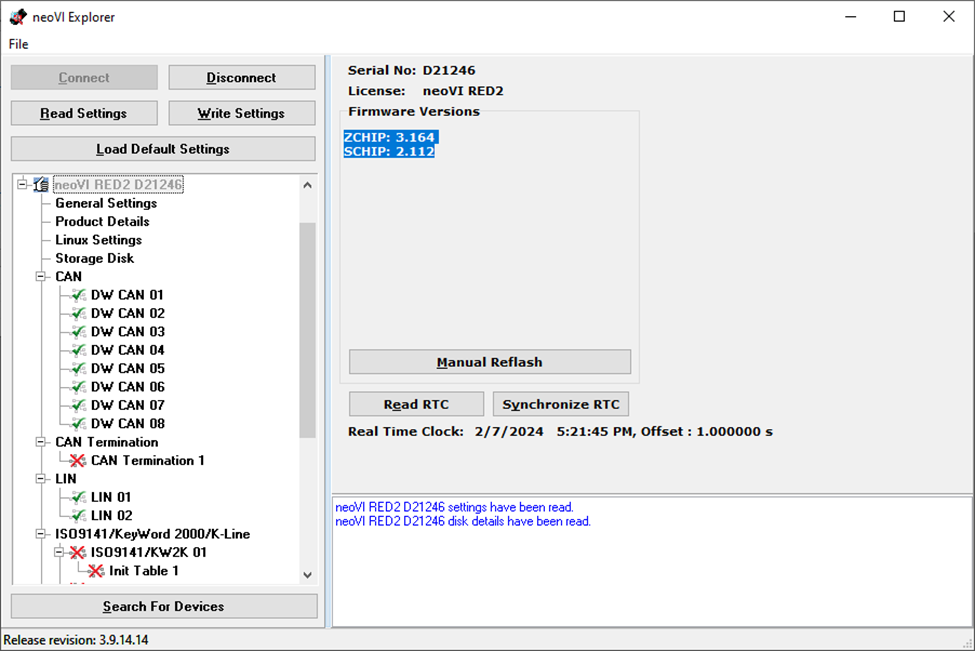 neoVI Explorer
File
Connect
Disconnect
Read Settings
Write Settings
Load Default Settings
neoVI RED2 D21246
General Settings
Product Details
Linux Settings
Storage Disk
CAN
DW CAN 01
DW CAN 02
DW CAN 03
DW CAN 04
DW CAN 05
DW CAN 06
DW CAN 07
DW CAN 08
CAN Termination
CAN Termination 1
LIN
LIN 01
LIN 02
ISO9141/KeyWord 2000/K-Line
ISO9141/KW2K 01
Init Table 1
Search For Devices
Serial No: D21246
License: neoVI RED2
Firmware Versions
ZCHIP: 3.164
SCHIP: 2.112
Manual Reflash
Read RTC
Synchronize RTC
Real Time Clock: 2/7/2024 5:21:45 PM, Offset : 1.000000 s
neoVI RED2 D21246 settings have been read.
neoVI RED2 D21246 disk details have been read.
Release revision: 3.9.14.14